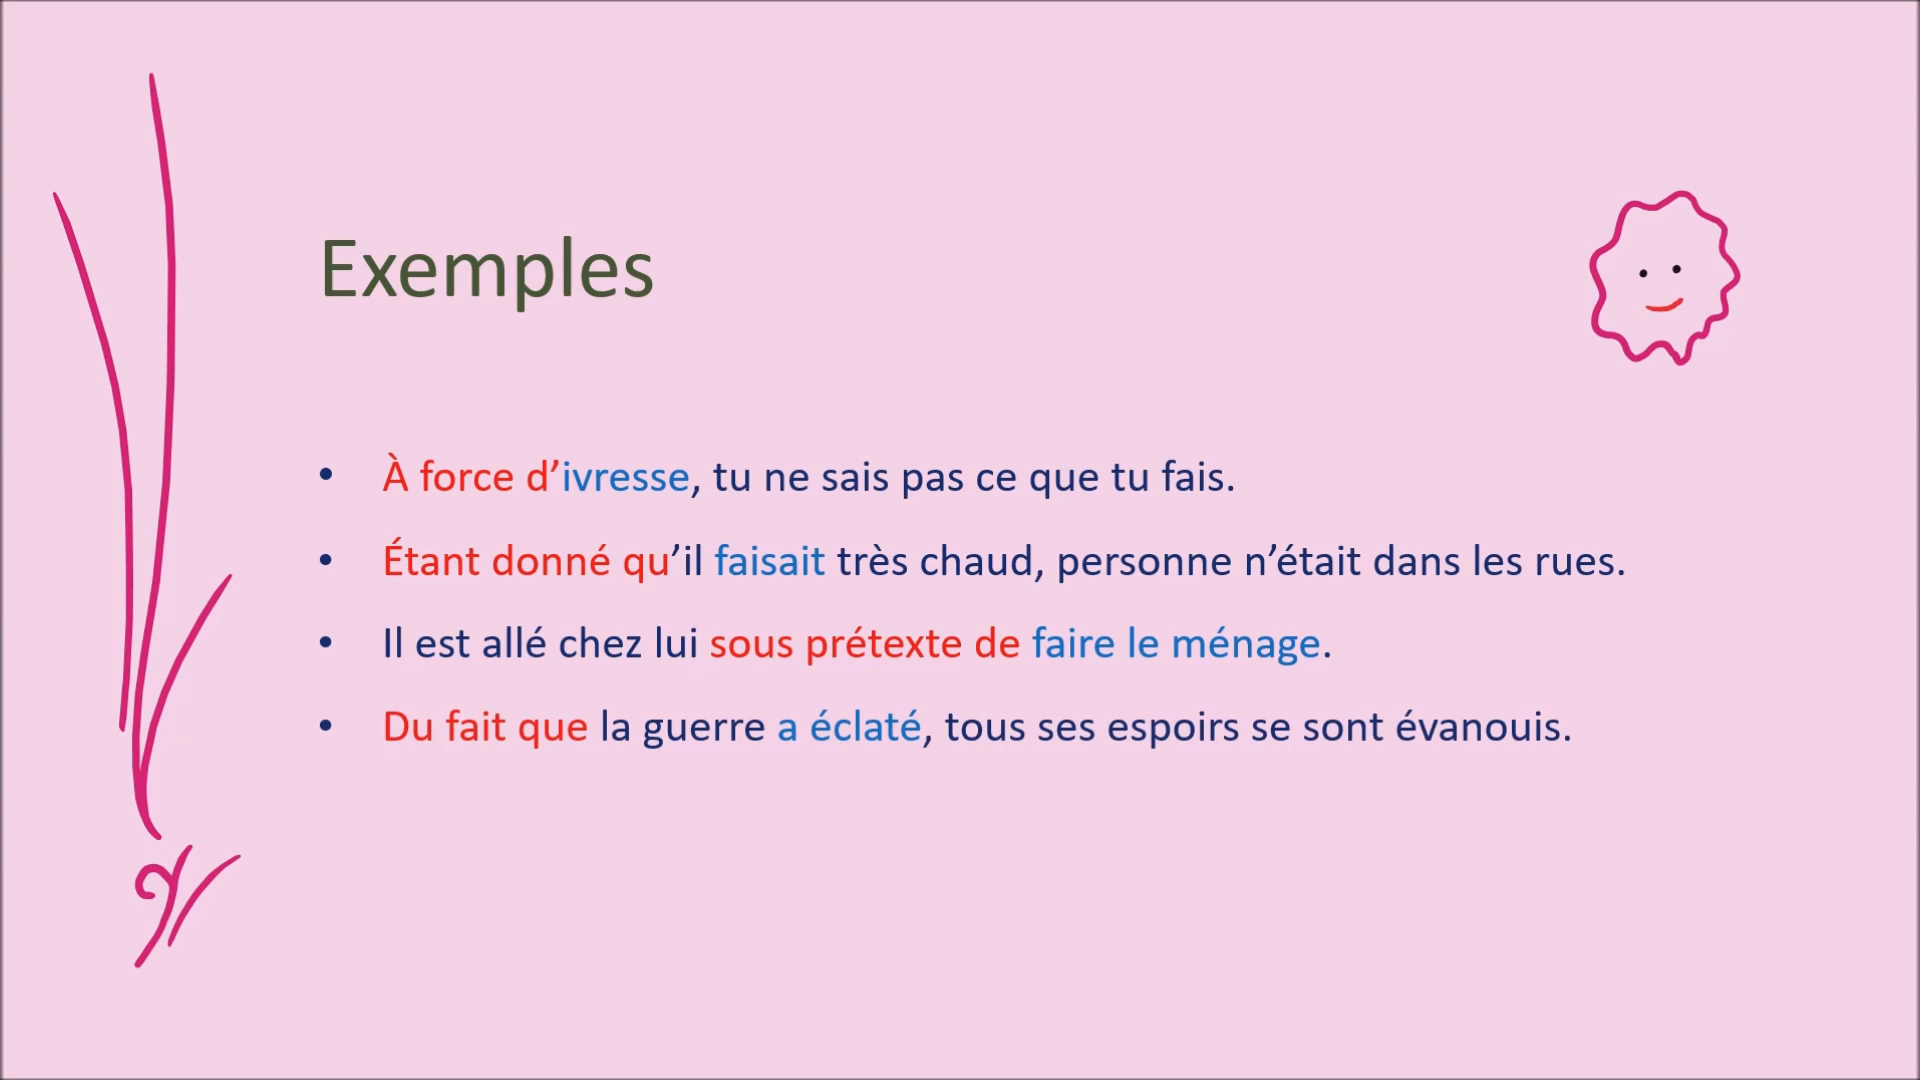 Exemples
• À force d’ivresse, tu ne sais pas ce que tu fais.
• Étant donné qu’il faisait très chaud, personne n’était dans les rues.
• Il est allé chez lui sous prétexte de faire le ménage.
• Du fait que la guerre a éclaté, tous ses espoirs se sont évanouis.